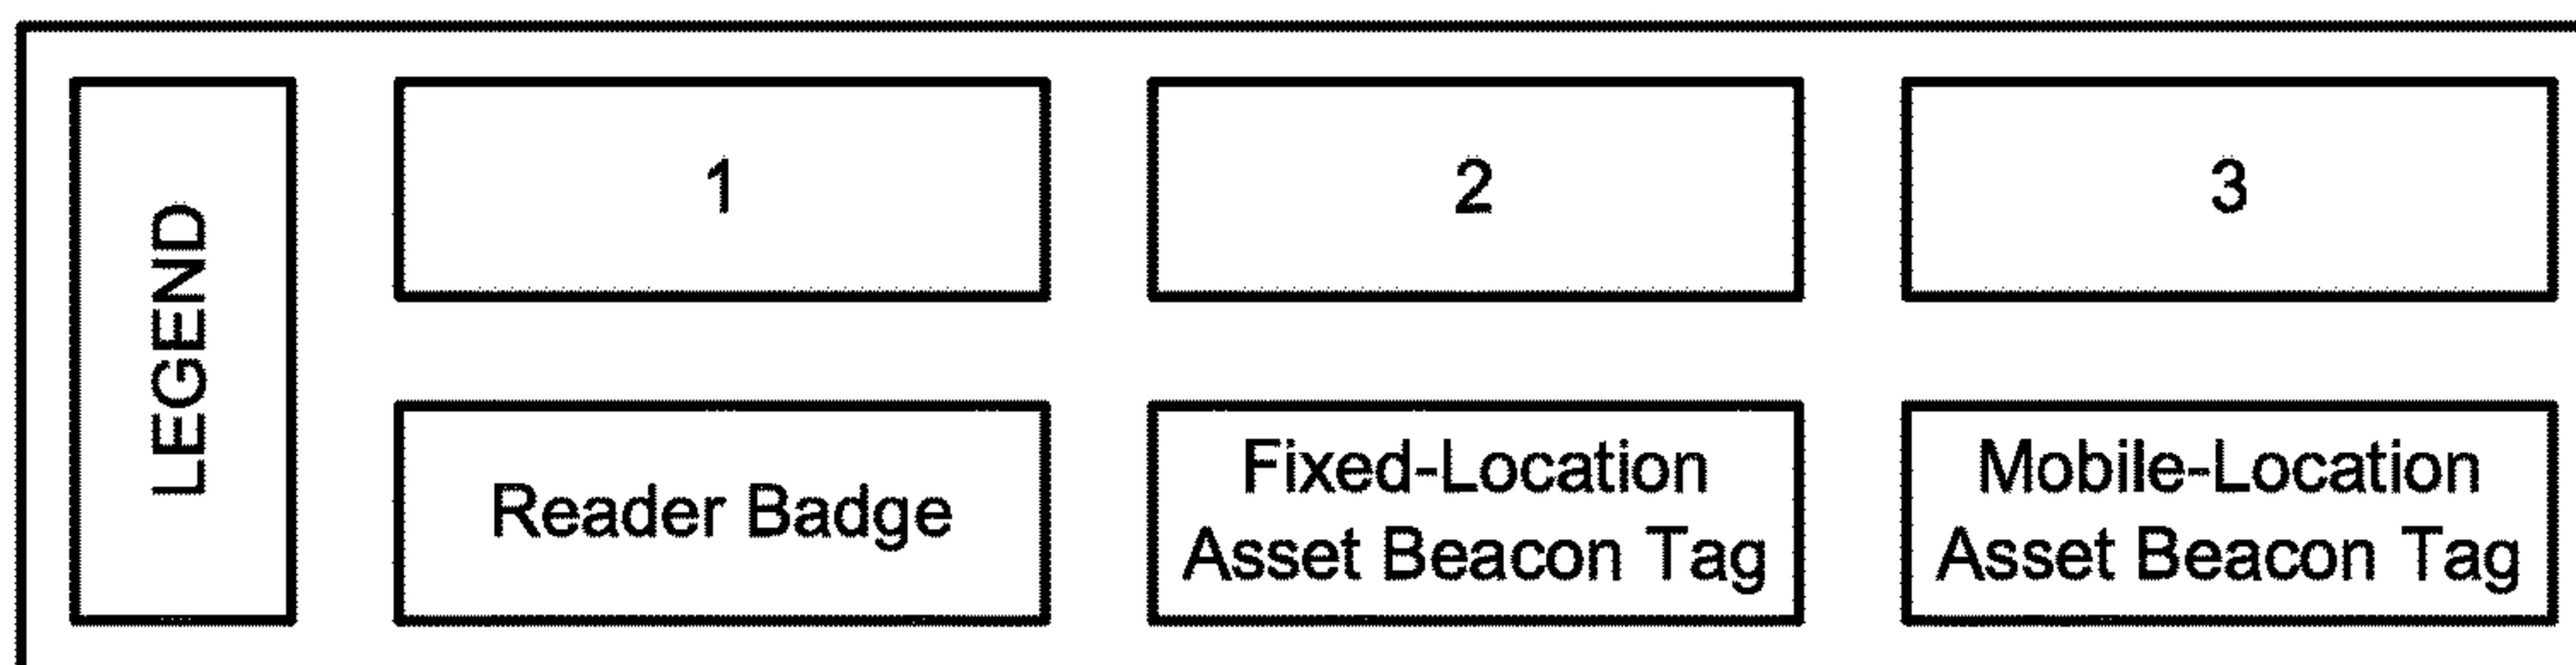 LEGEND
1
2
3
Reader Badge
Fixed-Location
Asset Beacon Tag
Mobile-Location
Asset Beacon Tag